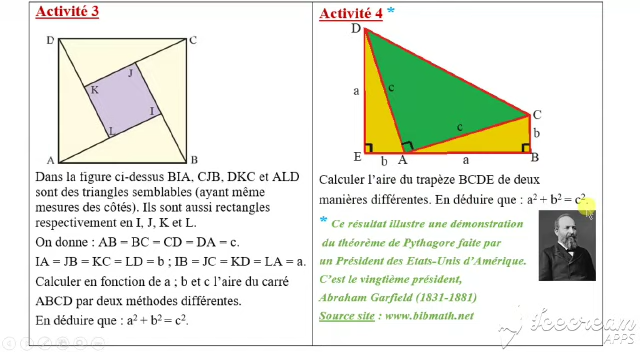 Activité 3
D
C
J
K
I
L
A
B
Dans la figure ci-dessus BIA, CJB, DKC et ALD
sont des triangles semblables (ayant même
mesures des côtés). Ils sont aussi rectangles
respectivement en I, J, K et L.
On donne : AB = BC = CD = DA = c.
IA = JB = KC = LD = b ; IB = JC = KD = LA = a.
Calculer en fonction de a ; b et c l'aire du carré
ABCD par deux méthodes différentes.
En déduire que : a² + b² = c².
Activité 4 *
D
c
a
C
c
b
E
b
A
a
B
Calculer l'aire du trapèze BCDE de deux
manières différentes. En déduire que : a² + b² = c².
* Ce résultat illustre une démonstration
du théorème de Pythagore faite par
un Président des Etats-Unis d'Amérique.
C'est le vingtième président,
Abraham Garfield (1831-1881)
Source site : www.bibmath.net
Icecream
APPS